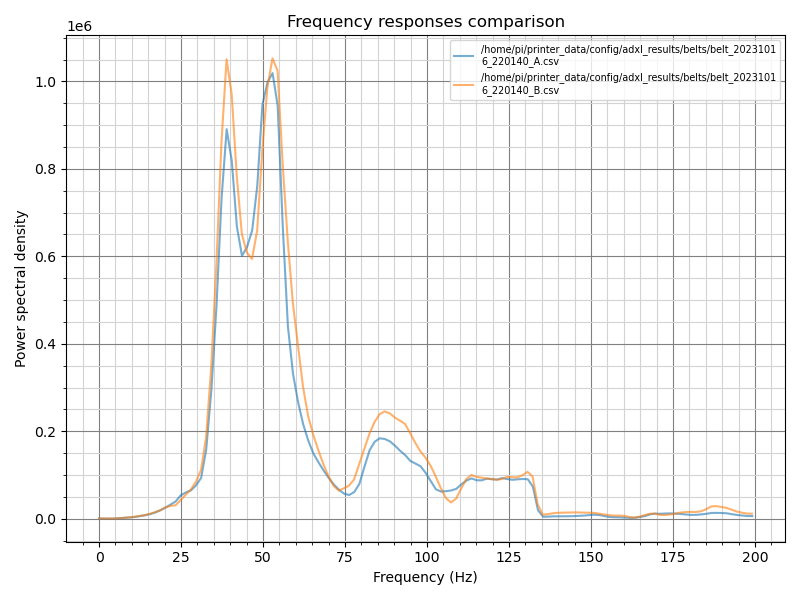 Frequency responses comparison
1e6
/home/pi/printer_data/config/adxl_results/belts/belt_2023101
6_220140_A.csv
/home/pi/printer_data/config/adxl_results/belts/belt_2023101
6_220140_B.csv
1.0
0.8
0.6
0.4
0.2
0.0
Power spectral density
0 25 50 75 100 125 150 175 200
Frequency (Hz)